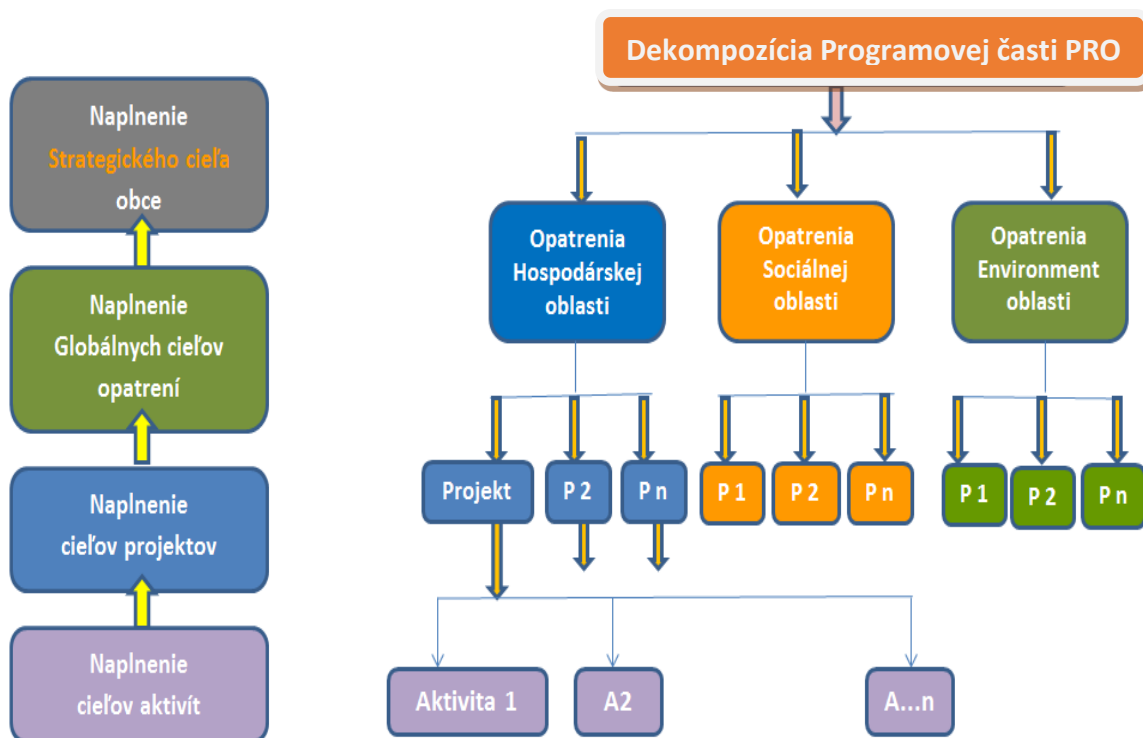 Dekompozícia Programovej časti PRO
Naplnenie
Strategického cieľa
obce
Naplnenie
Globálnych cieľov
opatrení
Naplnenie
cieľov projektov
Naplnenie
cieľov aktivít
Opatrenia
Hospodárskej
oblasti
Opatrenia
Sociálnej
oblasti
Opatrenia
Environment
oblasti
Projekt
P 2
P n
P 1
P 2
P n
P 1
P 2
P n
Aktivita 1
A2
A...n